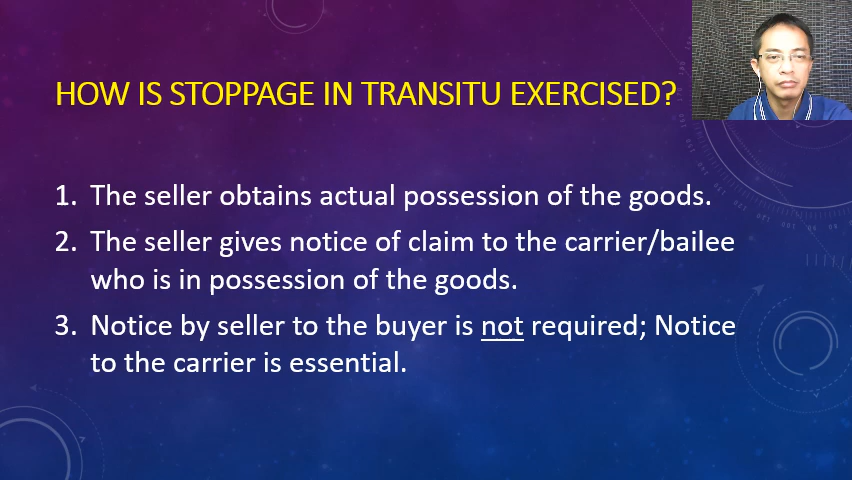 HOW IS STOPPAGE IN TRANSITU EXERCISED?
1. The seller obtains actual possession of the goods.
2. The seller gives notice of claim to the carrier/bailee
who is in possession of the goods.
3. Notice by seller to the buyer is not required; Notice
to the carrier is essential.